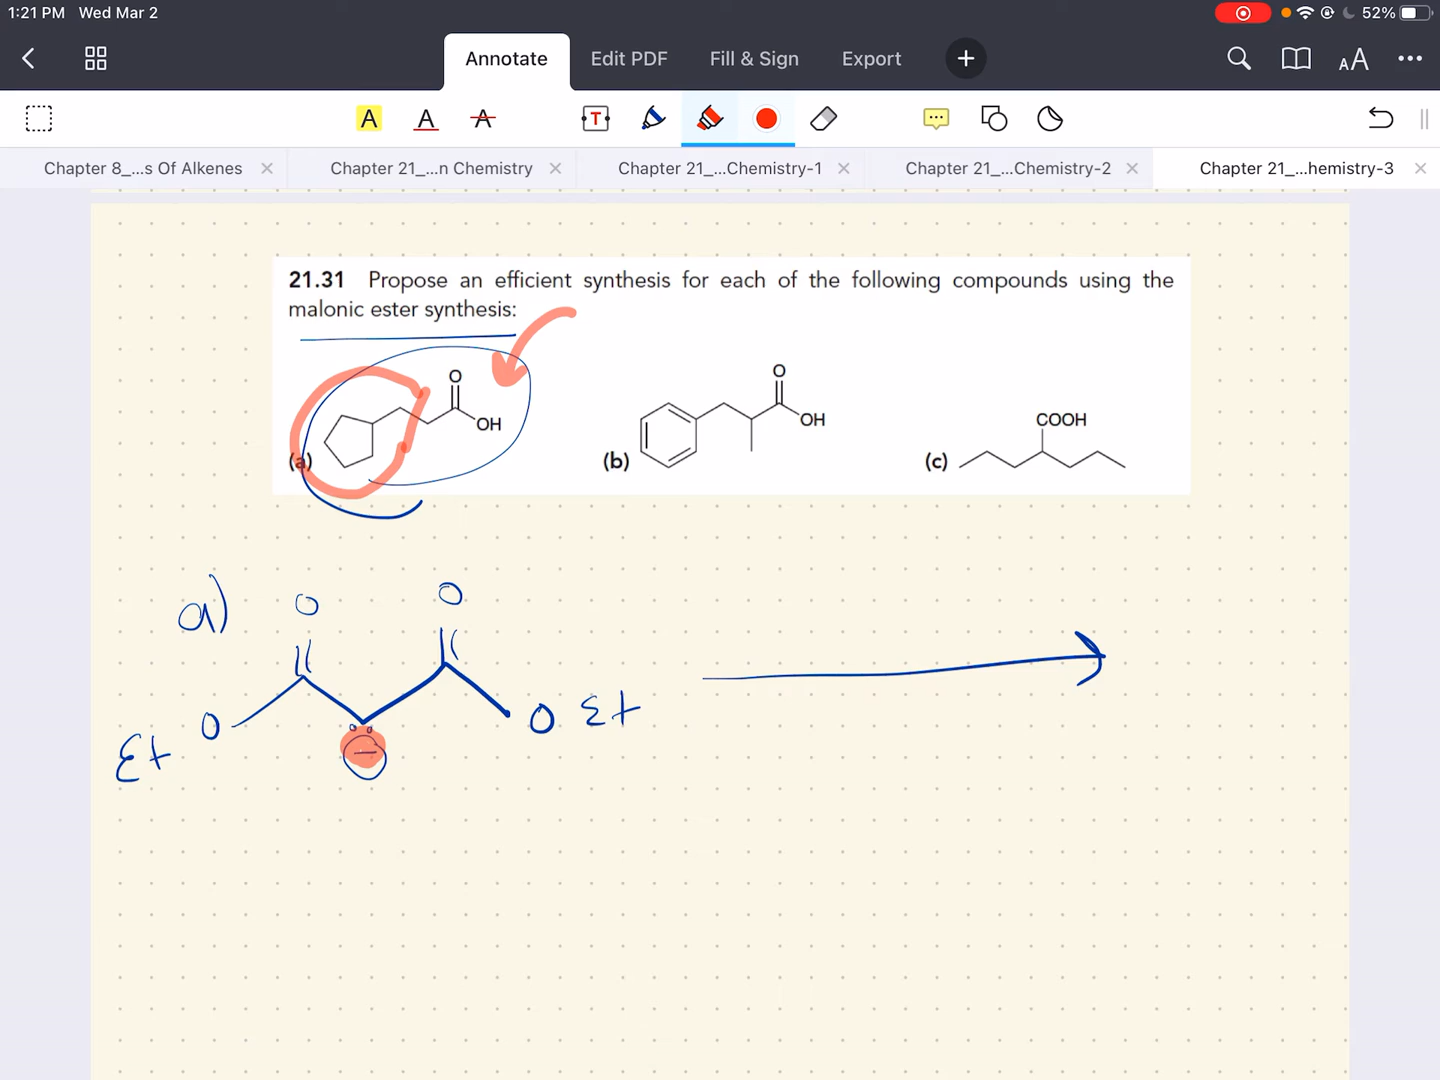 1:21 PM Wed Mar 2
52%
Annotate
Edit PDF
Fill & Sign
Export
AA
A
A
A
T
Chapter 8_...s Of Alkenes
Chapter 21_...n Chemistry
Chapter 21_...Chemistry-1
Chapter 21_...Chemistry-2
Chapter 21_...hemistry-3
21.31 Propose an efficient synthesis for each of the following compounds using the
malonic ester synthesis:
O
OH
(a)
O
OH
(b)
COOH
(c)
a)
O
O
Et
O
O Et